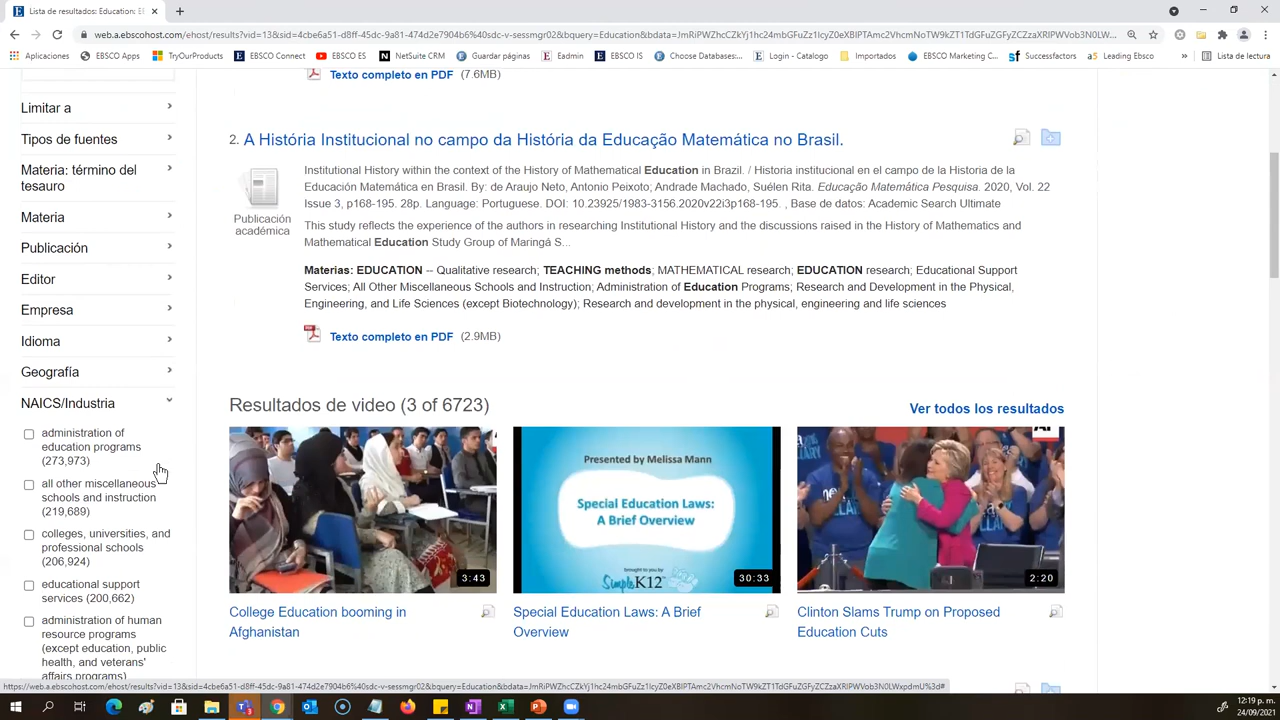 Lista de resultados: Education: E
web.a.ebscohost.com/ehost/results?vid=13&sid=4cbe6a51-d8ff-45dc-9a81-474d2e7904b6%40sdc-v-sessmgr02&bquery=Education&bdata=
Aplicaciones
EBSCO Apps
TryOurProducts
EBSCO Connect
EBSCO ES
NetSuite CRM
Guardar páginas
Eadmin
EBSCO IS
Choose Databases:...
Login - Catalogo
Importados
EBSCO Marketing C...
Successfactors
Leading Ebsco
»
Lista de lectura
Texto completo en PDF (7.6MB)
Limitar a
Tipos de fuentes
Materia: término del
tesauro
Materia
Publicación
Editor
Empresa
Idioma
Geografía
NAICS/Industria
administration of
education programs
(273,973)
all other miscellaneous
schools and instruction
(219,689)
colleges, universities, and
professional schools
(206,924)
educational support
services (200,662)
administration of human
resource programs
(except education, public
health, and veterans'
affairs programs)
2. A História Institucional no campo da História da Educação Matemática no Brasil.
Publicación
académica
Institutional History within the context of the History of Mathematical Education in Brazil. / Historia institucional en el campo de la Historia de la
Educación Matemática en Brasil. By: de Araujo Neto, Antonio Peixoto; Andrade Machado, Suélen Rita. Educação Matemática Pesquisa. 2020, Vol. 22
Issue 3, p168-195. 28p. Language: Portuguese. DOI: 10.23925/1983-3156.2020v22i3p168-195. , Base de datos: Academic Search Ultimate
This study reflects the experience of the authors in researching Institutional History and the discussions raised in the History of Mathematics and
Mathematical Education Study Group of Maringá S...
Materias: EDUCATION -- Qualitative research; TEACHING methods; MATHEMATICAL research; EDUCATION research; Educational Support
Services; All Other Miscellaneous Schools and Instruction; Administration of Education Programs; Research and Development in the Physical,
Engineering, and Life Sciences (except Biotechnology); Research and development in the physical, engineering and life sciences
Texto completo en PDF (2.9MB)
Resultados de video (3 of 6723)
Ver todos los resultados
3:43
Presented by Melissa Mann
Special Education Laws:
A Brief Overview
brought to you by
SimpleK12
30:33
2:20
College Education booming in
Afghanistan
Special Education Laws: A Brief
Overview
Clinton Slams Trump on Proposed
Education Cuts
12:19 p. m.
24/09/2021